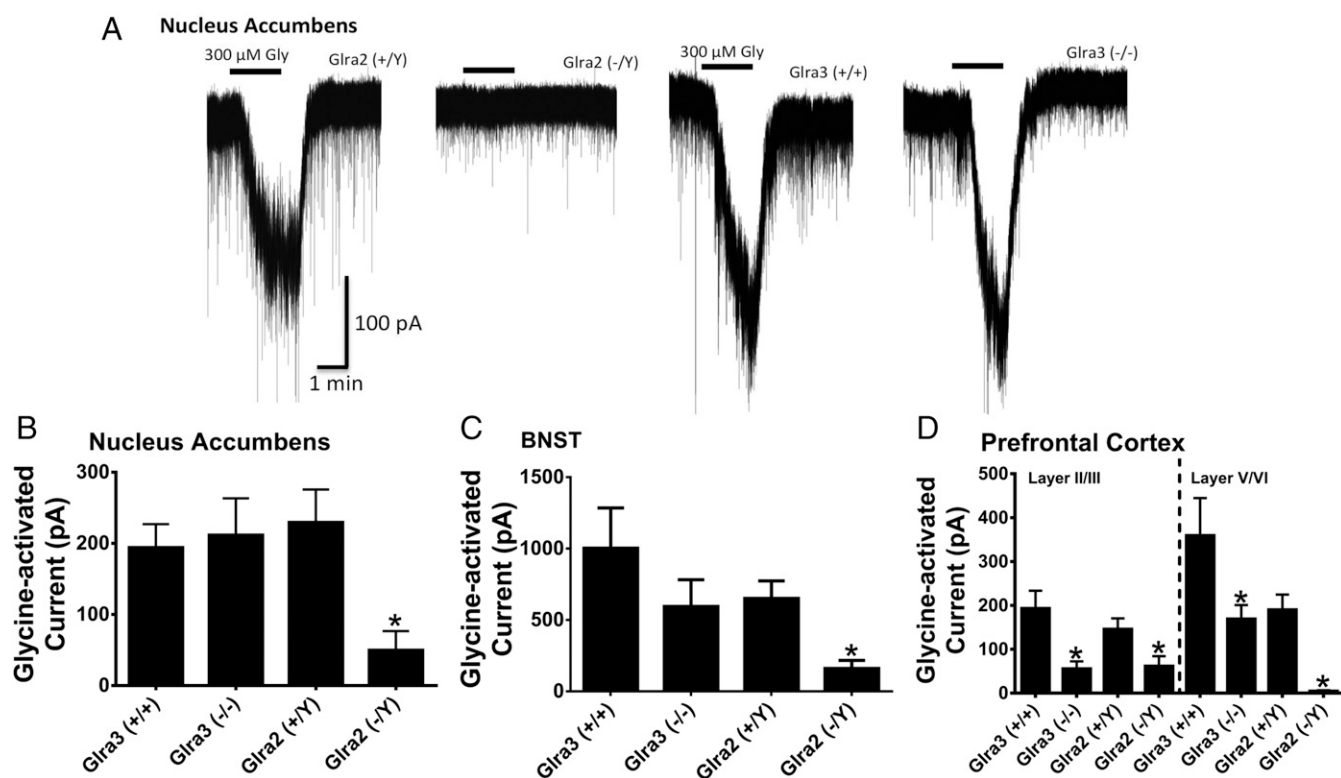 A
Nucleus Accumbens
300 μM Gly
Glra2 (+/Y)
Glra2 (-/Y)
300 μM Gly
Glra3 (+/+)
Glra3 (-/-)
100 pA
1 min
B
Nucleus Accumbens
Glycine-activated
Current (pA)
300
200
100
0
Glra3 (+/+)
Glra3 (-/-)
Glra2 (+/Y)
Glra2 (-/Y)
*
C
BNST
Glycine-activated
Current (pA)
1500
1000
500
0
Glra3 (+/+)
Glra3 (-/-)
Glra2 (+/Y)
Glra2 (-/Y)
*
D
Prefrontal Cortex
Glycine-activated
Current (pA)
500
400
300
200
100
0
Layer II/III
Layer V/VI
*
*
*
*
Glra3 (+/+)
Glra3 (-/-)
Glra2 (+/Y)
Glra2 (-/Y)
Glra3 (+/+)
Glra3 (-/-)
Glra2 (+/Y)
Glra2 (-/Y)